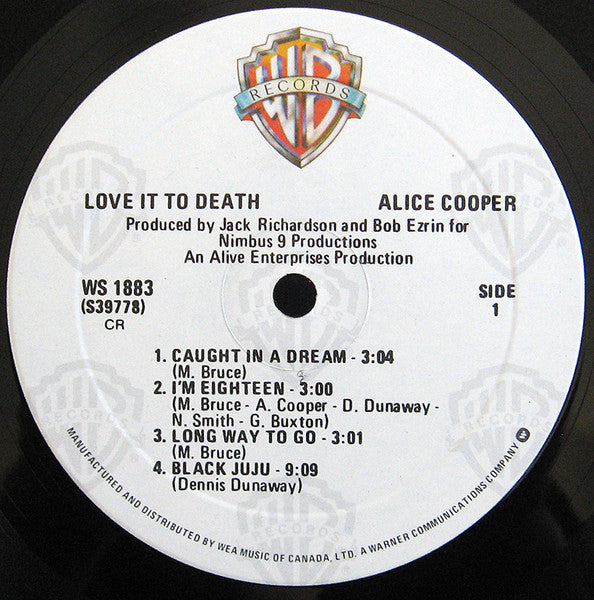 WB
RECORDS
LOVE IT TO DEATH ALICE COOPER
Produced by Jack Richardson and Bob Ezrin for
Nimbus 9 Productions
An Alive Enterprises Production
WS 1883
(S39778)
CR
SIDE
1
1. CAUGHT IN A DREAM - 3:04
(M. Bruce)
2. I'M EIGHTEEN - 3:00
(M. Bruce - A. Cooper - D. Dunaway -
N. Smith - G. Buxton)
3. LONG WAY TO GO - 3:01
(M. Bruce)
4. BLACK JUJU - 9:09
(Dennis Dunaway)
MANUFACTURED AND DISTRIBUTED BY WEA MUSIC OF CANADA, LTD. A WARNER COMMUNICATIONS COMPANY